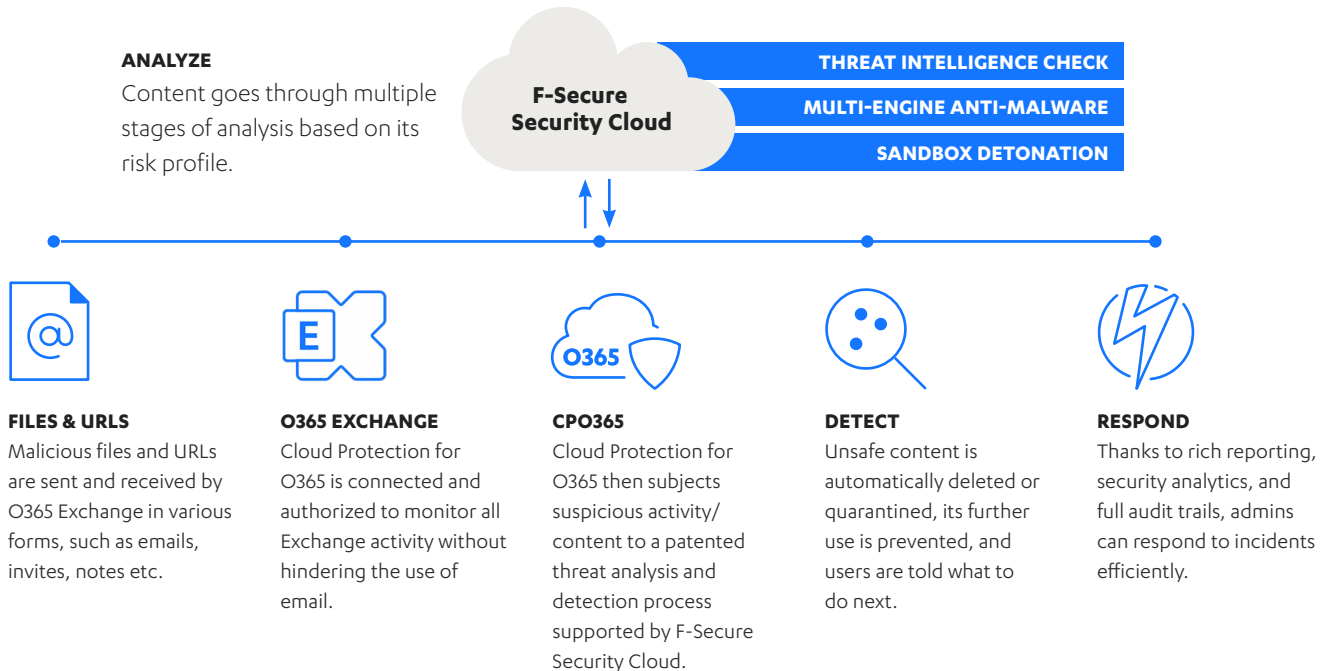 ANALYZE
Content goes through multiple
stages of analysis based on its
risk profile.
F-Secure
Security Cloud
THREAT INTELLIGENCE CHECK
MULTI-ENGINE ANTI-MALWARE
SANDBOX DETONATION
@
FILES & URLS
Malicious files and URLs
are sent and received by
O365 Exchange in various
forms, such as emails,
invites, notes etc.
E
O365 EXCHANGE
Cloud Protection for
O365 is connected and
authorized to monitor all
Exchange activity without
hindering the use of
email.
O365
CPO365
Cloud Protection for
O365 then subjects
suspicious activity/
content to a patented
threat analysis and
detection process
supported by F-Secure
Security Cloud.
DETECT
Unsafe content is
automatically deleted or
quarantined, its further
use is prevented, and
users are told what to
do next.
RESPOND
Thanks to rich reporting,
security analytics, and
full audit trails, admins
can respond to incidents
efficiently.